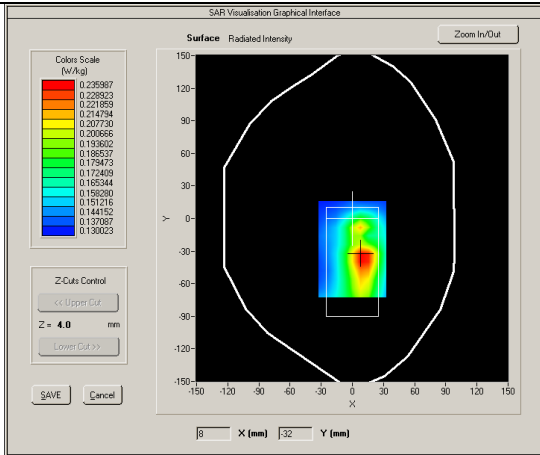 SAR Visualisation Graphical Interface
Surface Radiated Intensity
Zoom In/Out
Colors Scale
(W/kg)
0.235987
0.228923
0.221859
0.214794
0.207730
0.200666
0.193602
0.186537
0.179473
0.172409
0.165344
0.158280
0.151216
0.144152
0.137087
0.130023
Z-Cuts Control
<< Upper Cut
Z = 4.0 mm
Lower Cut >>
SAVE Cancel
150
120
90
60
30
0
-30
-60
-90
-120
-150
Y
-150 -120 -90 -60 -30 0 30 60 90 120 150
X
8 X (mm) -32 Y (mm)